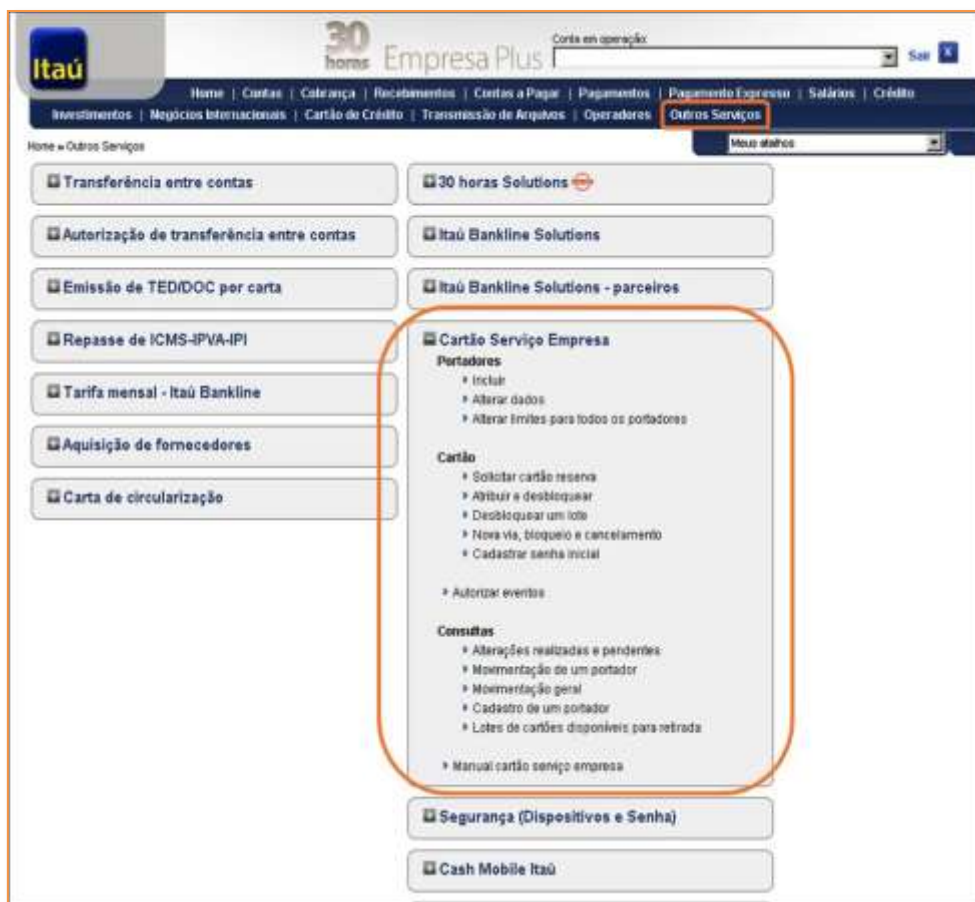 Itaú
30 horas Empresa Plus
Conta em operação:
Sair X
Home | Contas | Cobrança | Recebimentos | Contas a Pagar | Pagamentos | Pagamento Expresso | Salários | Crédito
Investimentos | Negócios Internacionais | Cartão de Crédito | Transmissão de Arquivos | Operadores | Outros Serviços
Home » Outros Serviços
Meus atalhos
Transferência entre contas
Autorização de transferência entre contas
Emissão de TED/DOC por carta
Repasse de ICMS-IPVA-IPI
Tarifa mensal - Itaú Bankline
Aquisição de fornecedores
Carta de circularização
30 horas Solutions
Itaú Bankline Solutions
Itaú Bankline Solutions - parceiros
Cartão Serviço Empresa
Portadores
Incluir
Alterar dados
Alterar limites para todos os portadores
Cartão
Solicitar cartão reserva
Atribuir e desbloquear
Desbloquear um lote
Nova via, bloqueio e cancelamento
Cadastrar senha inicial
Autorizar eventos
Consultas
Alterações realizadas e pendentes
Movimentação de um portador
Movimentação geral
Cadastro de um portador
Lotes de cartões disponíveis para retirada
Manual cartão serviço empresa
Segurança (Dispositivos e Senha)
Cash Mobile Itaú